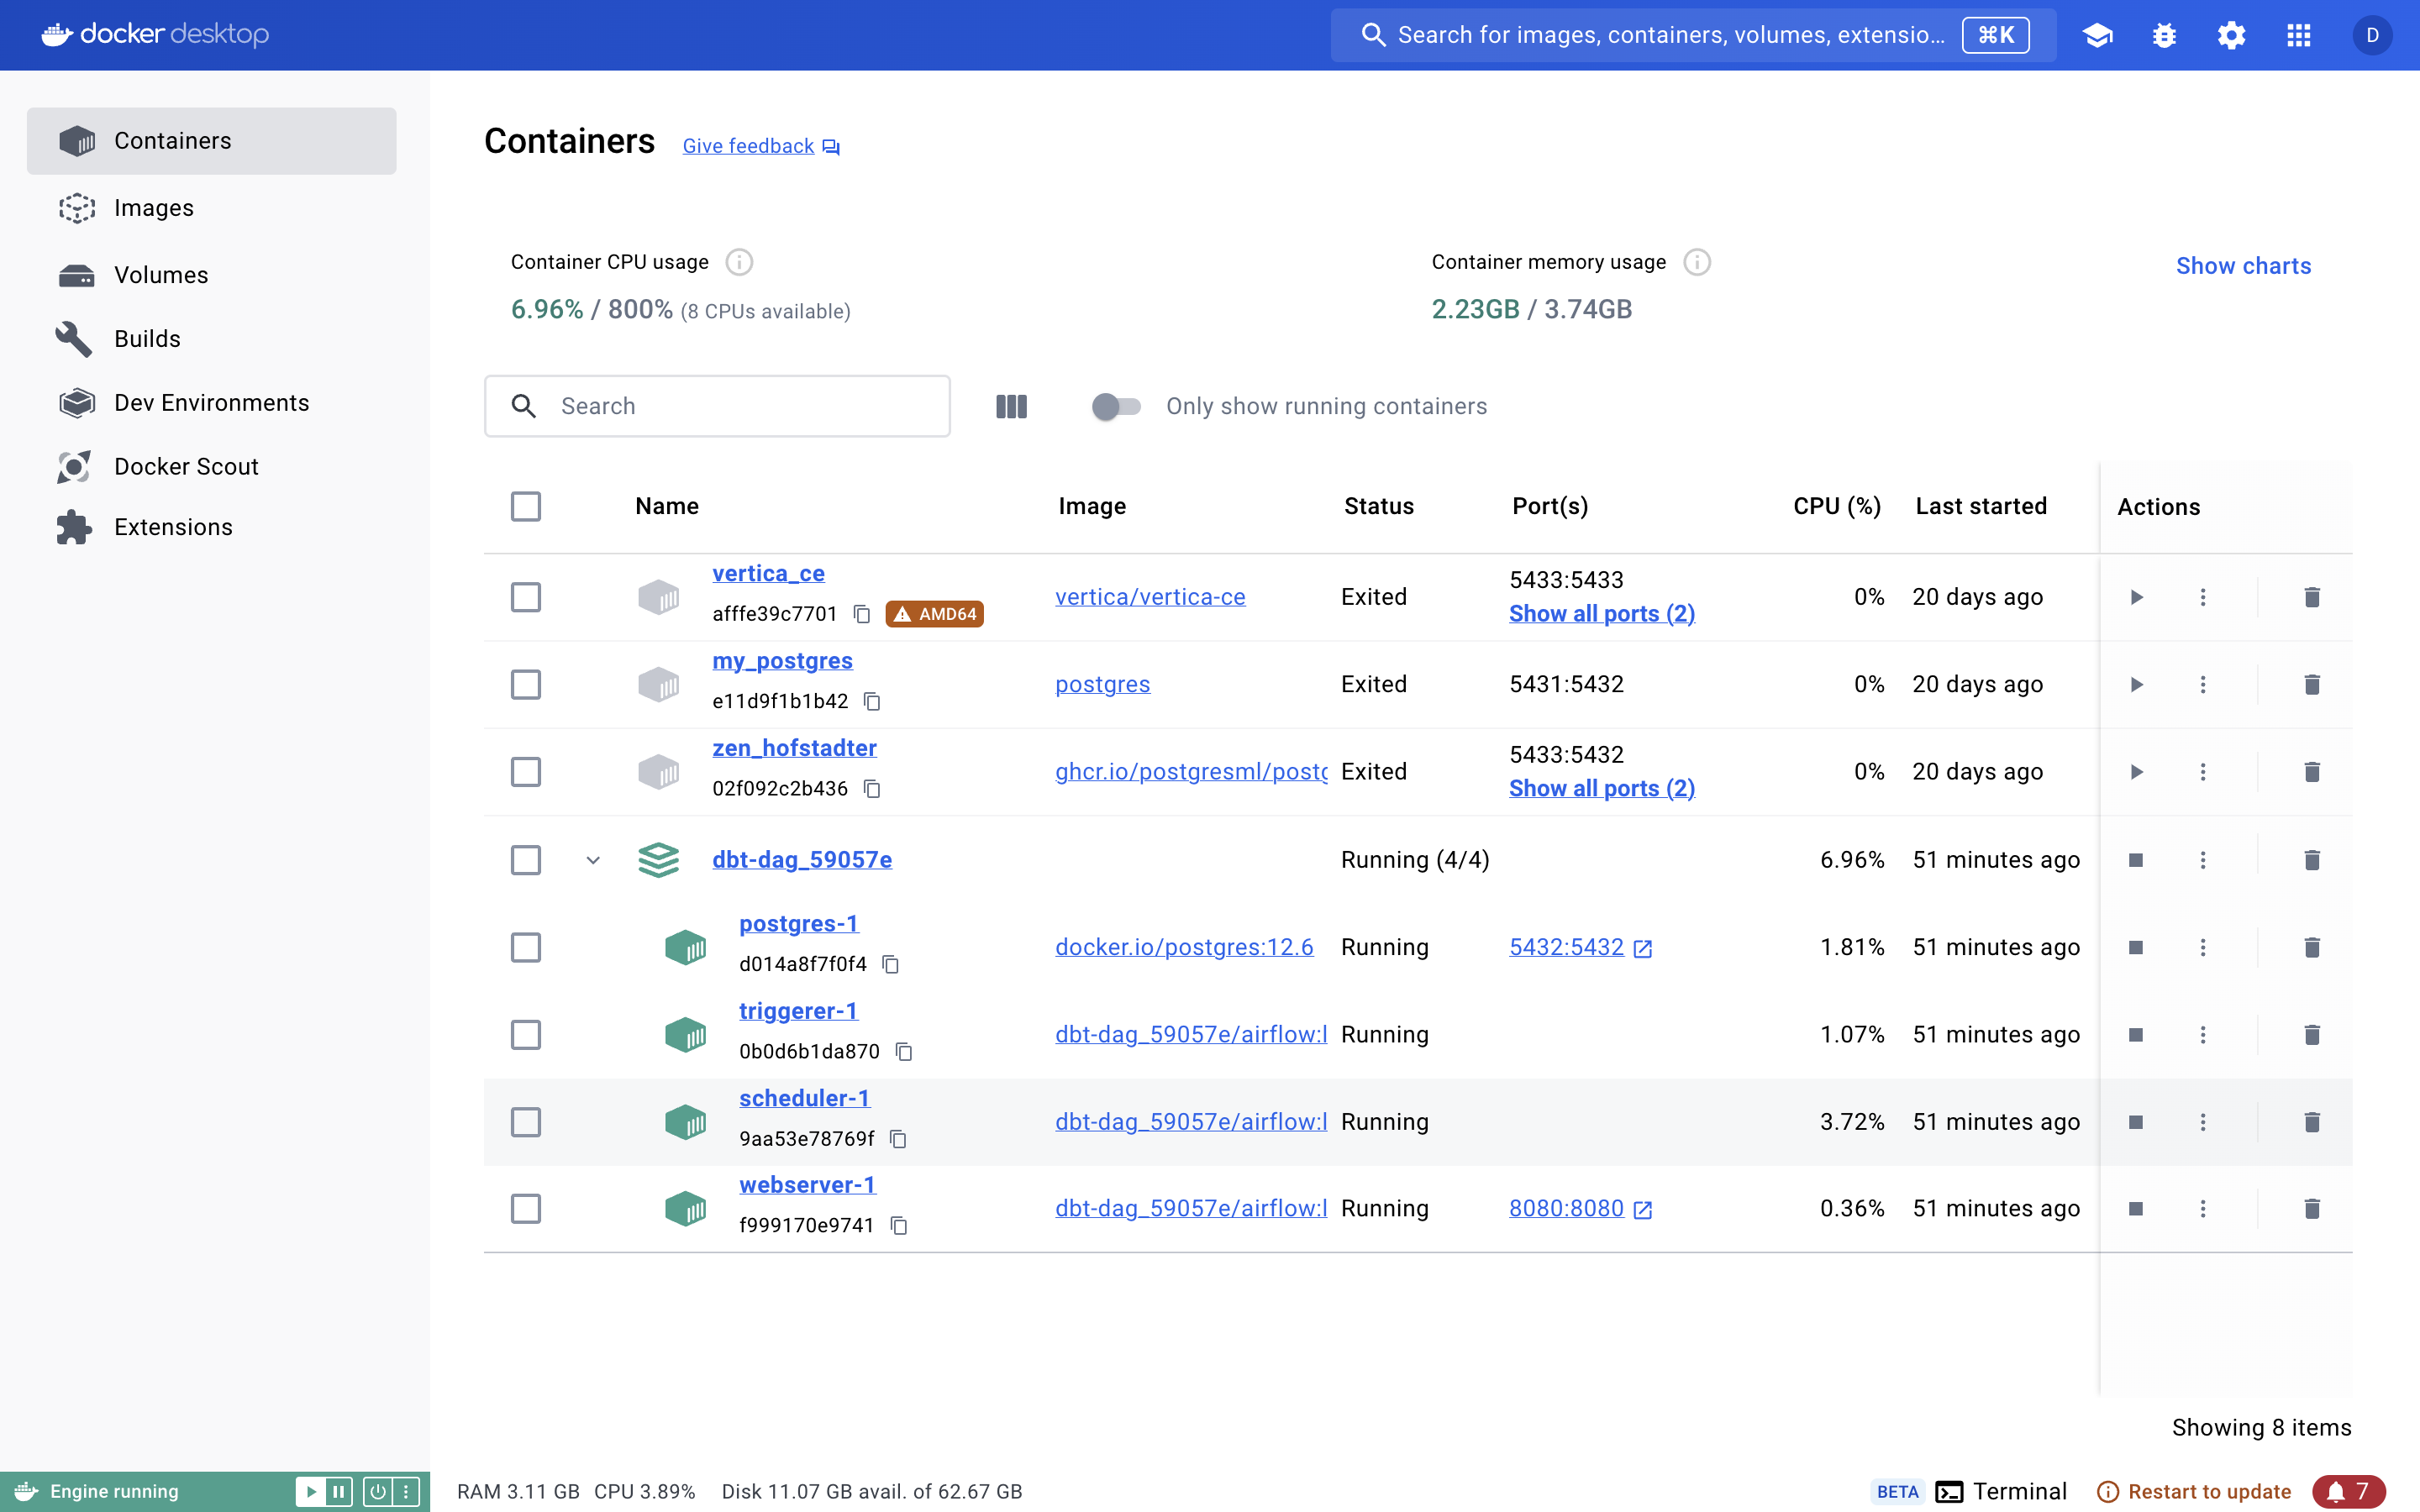 docker desktop
Search for images, containers, volumes, extensio...
⌘K
D
Containers
Images
Volumes
Builds
Dev Environments
Docker Scout
Extensions
Containers
Give feedback
Container CPU usage
6.96% / 800% (8 CPUs available)
Container memory usage
2.23GB / 3.74GB
Show charts
Search
Only show running containers
Name Image Status Port(s) CPU (%) Last started Actions
vertica_ce
afffe39c7701
AMD64
vertica/vertica-ce
Exited
5433:5433
Show all ports (2)
0%
20 days ago
my_postgres
e11d9f1b1b42
postgres
Exited
5431:5432
0%
20 days ago
zen_hofstadter
02f092c2b436
ghcr.io/postgresml/postg
Exited
5433:5432
Show all ports (2)
0%
20 days ago
dbt-dag_59057e
Running (4/4)
6.96%
51 minutes ago
postgres-1
d014a8f7f0f4
docker.io/postgres:12.6
Running
5432:5432
1.81%
51 minutes ago
triggerer-1
0b0d6b1da870
dbt-dag_59057e/airflow:l
Running
1.07%
51 minutes ago
scheduler-1
9aa53e78769f
dbt-dag_59057e/airflow:l
Running
3.72%
51 minutes ago
webserver-1
f999170e9741
dbt-dag_59057e/airflow:l
Running
8080:8080
0.36%
51 minutes ago
Showing 8 items
Engine running
RAM 3.11 GB CPU 3.89% Disk 11.07 GB avail. of 62.67 GB
BETA
Terminal
Restart to update
7